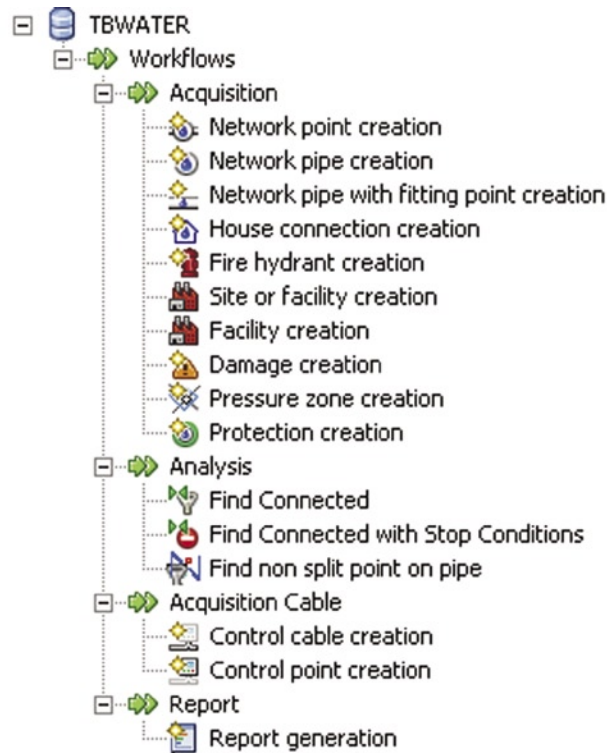 TBWATER
Workflows
Acquisition
Network point creation
Network pipe creation
Network pipe with fitting point creation
House connection creation
Fire hydrant creation
Site or facility creation
Facility creation
Damage creation
Pressure zone creation
Protection creation
Analysis
Find Connected
Find Connected with Stop Conditions
Find non split point on pipe
Acquisition Cable
Control cable creation
Control point creation
Report
Report generation